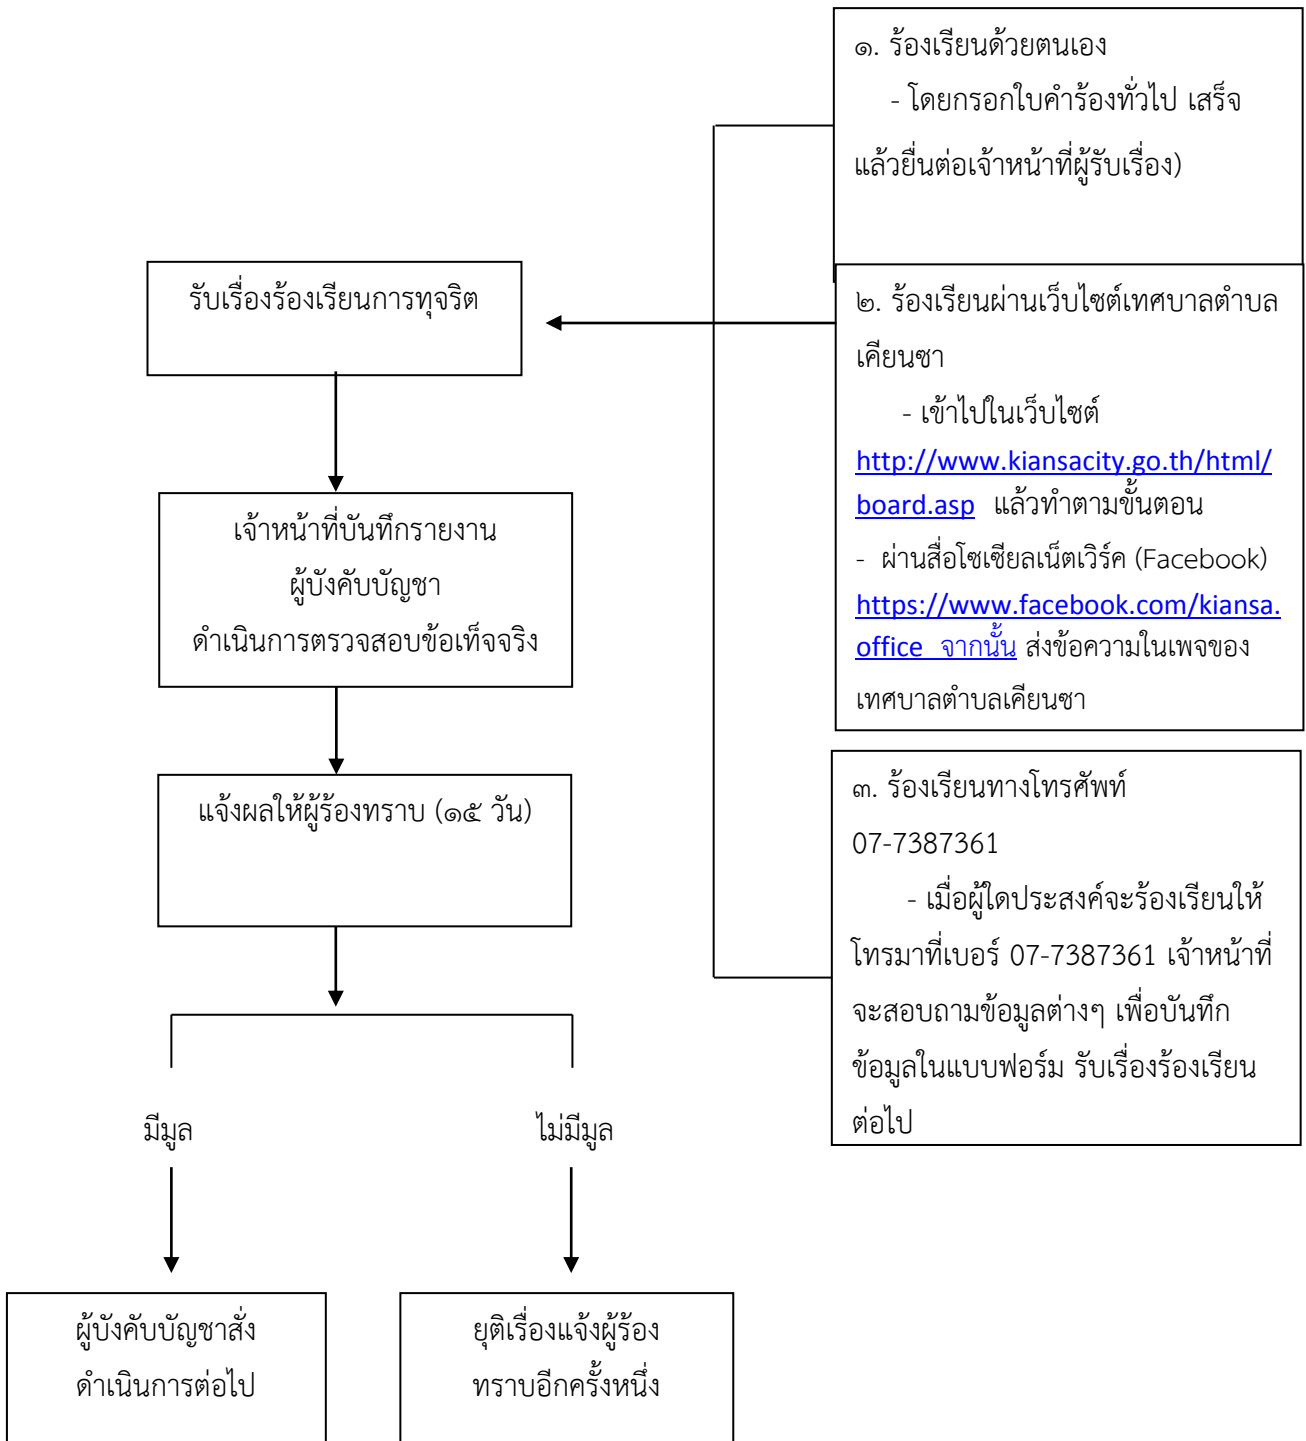 ๑. ร้องเรียนด้วยตนเอง
- โดยกรอกใบคำร้องทั่วไป เสร็จ
แล้วยื่นต่อเจ้าหน้าที่ผู้รับเรื่อง)
รับเรื่องร้องเรียนการทุจริต
๒. ร้องเรียนผ่านเว็บไซต์เทศบาลตำบล
เคียนซา
- เข้าไปในเว็บไซต์
http://www.kiansacity.go.th/html/
board.asp แล้วทำตามขั้นตอน
- ผ่านสื่อโซเซียลเน็ตเวิร์ค (Facebook)
https://www.facebook.com/kiansa.
office จากนั้น ส่งข้อความในเพจของ
เทศบาลตำบลเคียนซา
เจ้าหน้าที่บันทึกรายงาน
ผู้บังคับบัญชา
ดำเนินการตรวจสอบข้อเท็จจริง
แจ้งผลให้ผู้ร้องทราบ (๑๕ วัน)
๓. ร้องเรียนทางโทรศัพท์
07-7387361
- เมื่อผู้ใดประสงค์จะร้องเรียนให้
โทรมาที่เบอร์ 07-7387361 เจ้าหน้าที่
จะสอบถามข้อมูลต่างๆ เพื่อบันทึก
ข้อมูลในแบบฟอร์ม รับเรื่องร้องเรียน
ต่อไป
มีมูล
ไม่มีมูล
ผู้บังคับบัญชาสั่ง
ดำเนินการต่อไป
ยุติเรื่องแจ้งผู้ร้อง
ทราบอีกครั้งหนึ่ง